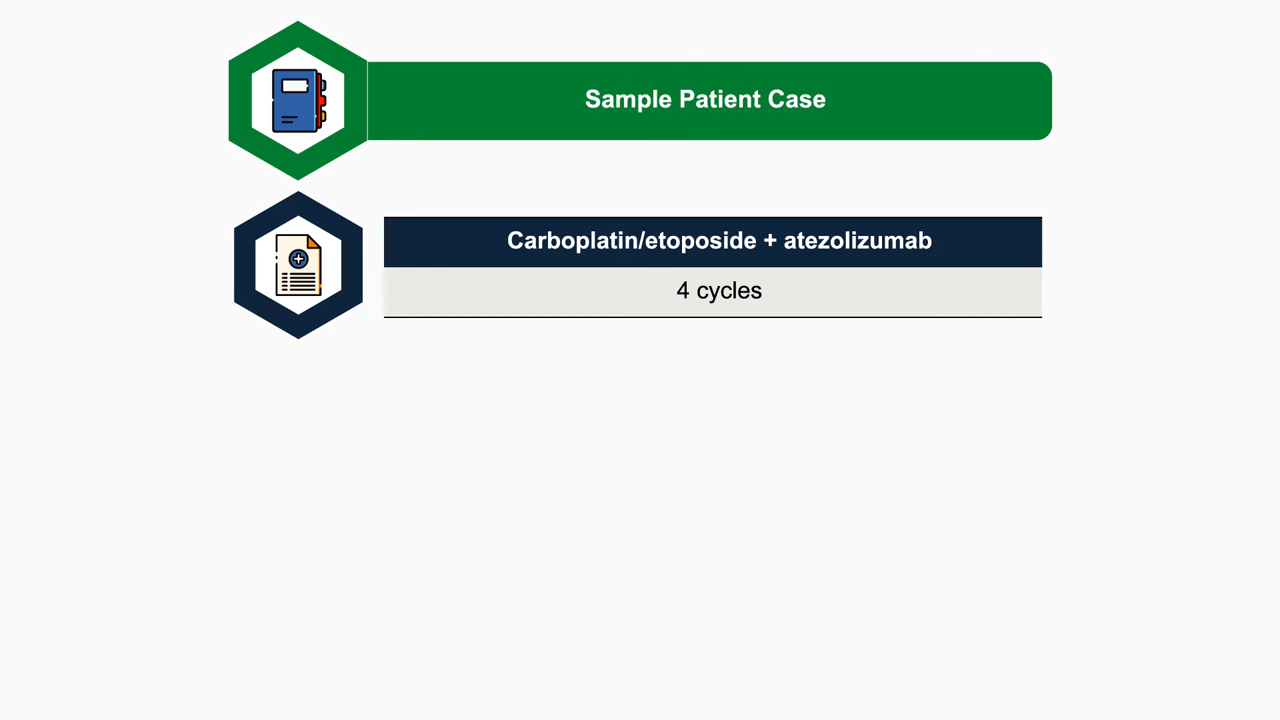 Sample Patient Case
Carboplatin/etoposide + atezolizumab
4 cycles